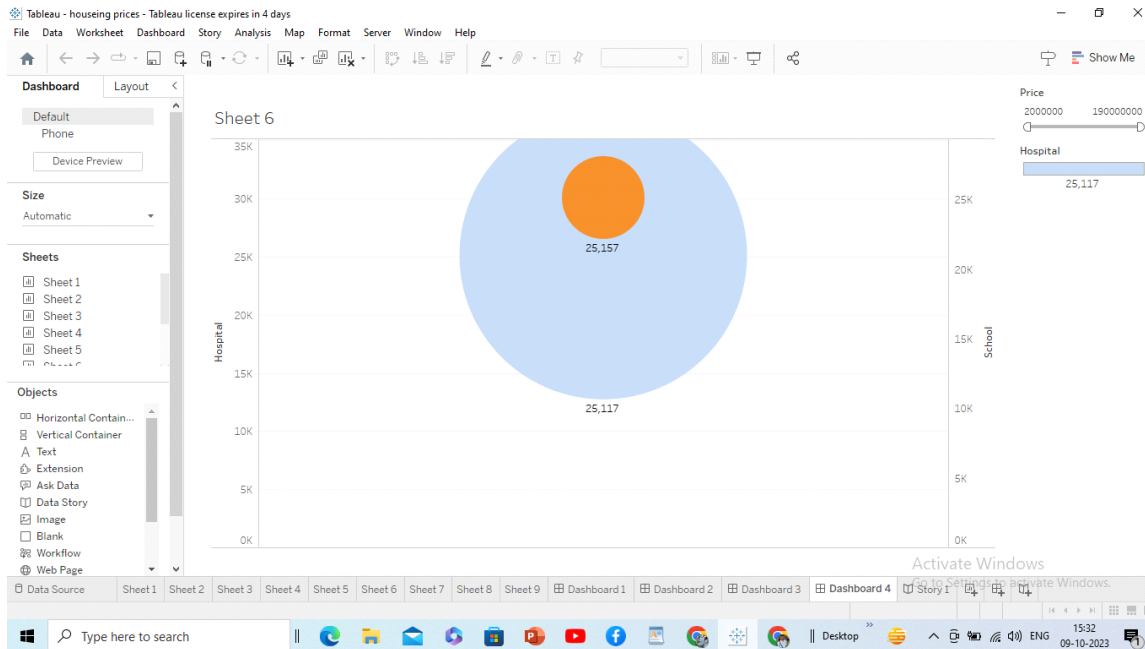 Tableau - houseing prices - Tableau license expires in 4 days
File Data Worksheet Dashboard Story Analysis Map Format Server Window Help
Show Me
Dashboard Layout
Default
Phone
Device Preview
Size
Automatic
Sheets
Sheet 1
Sheet 2
Sheet 3
Sheet 4
Sheet 5
Objects
Horizontal Contain...
Vertical Container
Text
Extension
Ask Data
Data Story
Image
Blank
Workflow
Web Page
Sheet 6
Hospital
35K
30K
25K
20K
15K
10K
5K
0K
25,157
25,117
25K
20K
15K
10K
5K
0K
School
Price
2000000 190000000
Hospital
25,117
Activate Windows
Go to Settings to activate Windows.
Data Source Sheet 1 Sheet 2 Sheet 3 Sheet 4 Sheet 5 Sheet 6 Sheet 7 Sheet 8 Sheet 9 Dashboard 1 Dashboard 2 Dashboard 3 Dashboard 4 Story 1
Type here to search Desktop ENG 15:32
09-10-2023
1